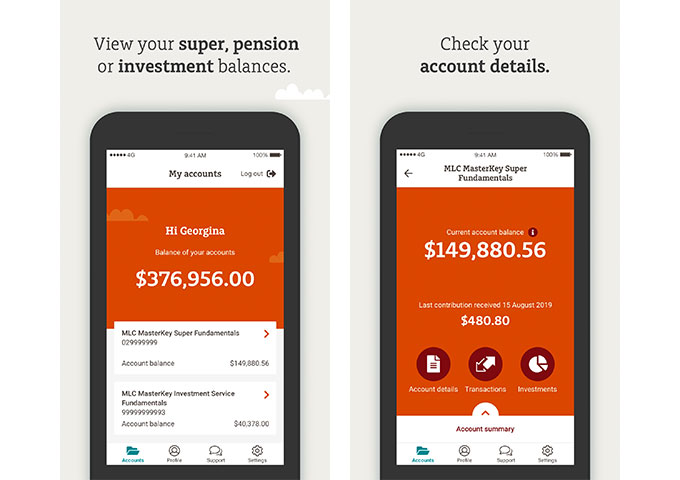 View your super, pension
or investment balances.
4G 9:41 AM 100%
My accounts Log out
Hi Georgina
Balance of your accounts
$376,956.00
MLC MasterKey Super Fundamentals
029999999
Account balance $149,880.56
MLC MasterKey Investment Service
Fundamentals
99999999993
Account balance $40,378.00
Accounts Profile Support Settings
Check your
account details.
4G 9:41 AM 100%
MLC MasterKey Super
Fundamentals
Current account balance i
$149,880.56
Last contribution received 15 August 2019
$480.80
Account details Transactions Investments
Account summary
Accounts Profile Support Settings